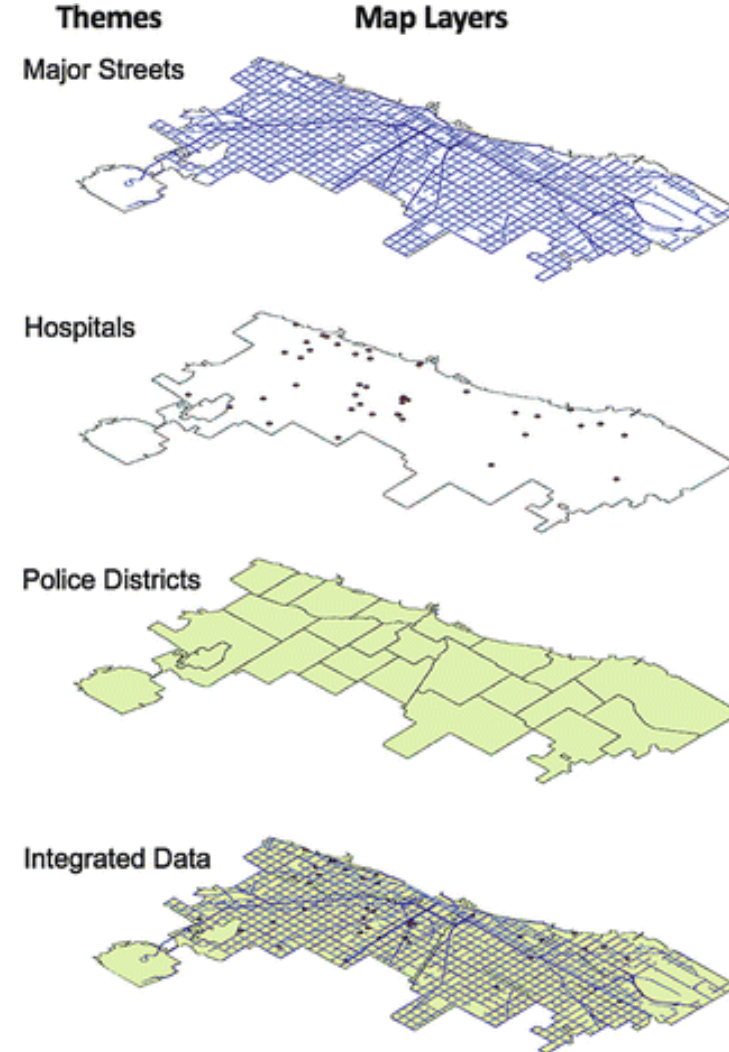 Themes Map Layers
Major Streets
Hospitals
Police Districts
Integrated Data